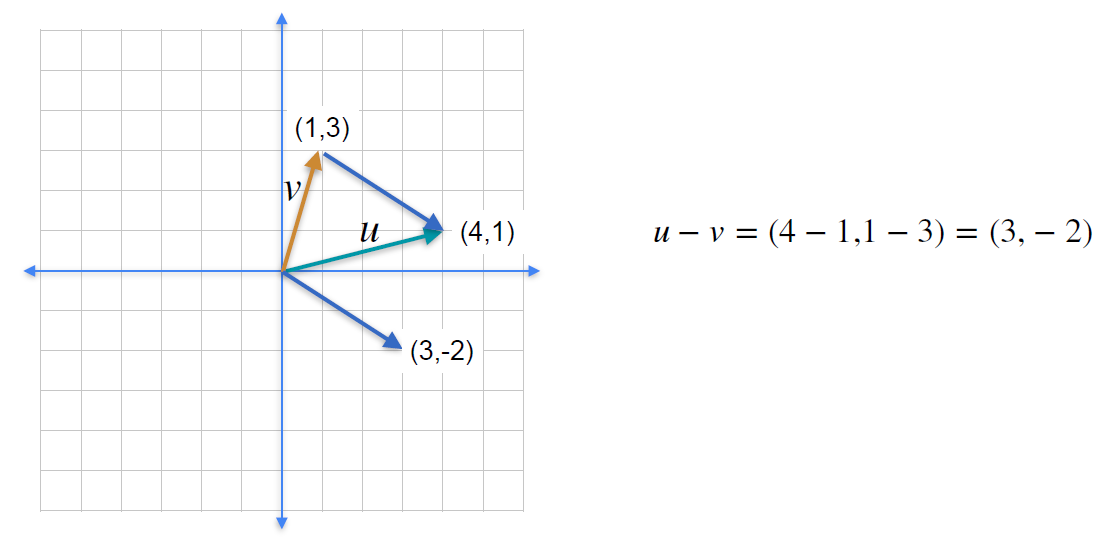 (1,3)
v
u
(4,1)
u − v = (4 − 1,1 − 3) = (3, − 2)
(3,-2)